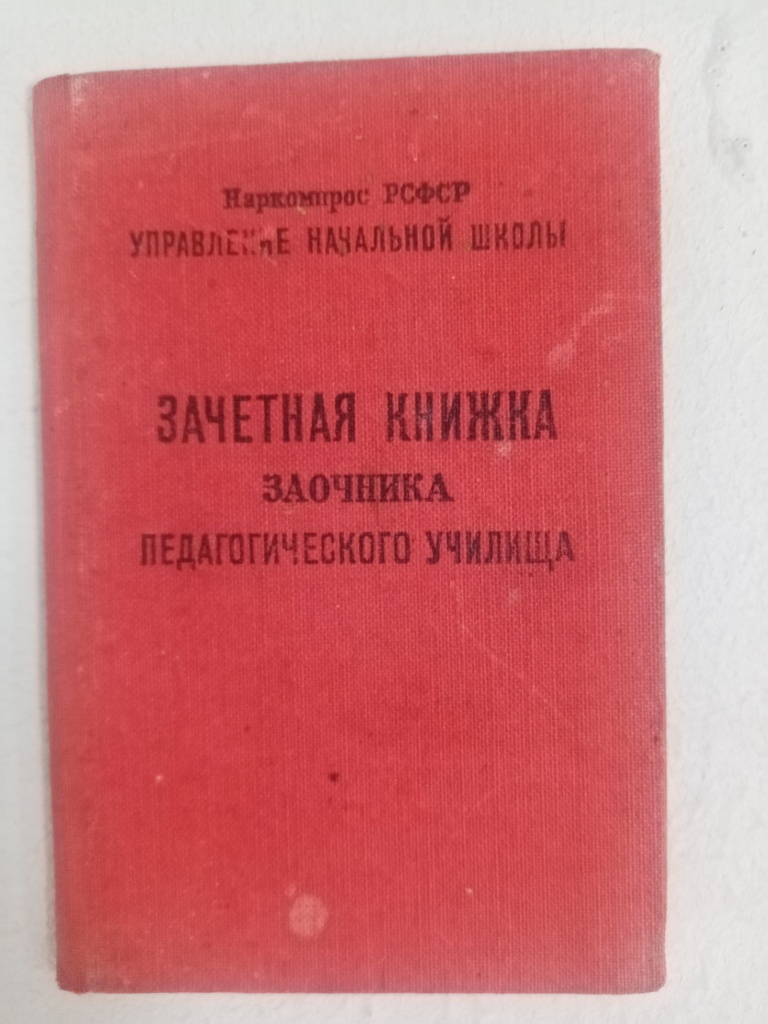 Наркомпрос РСФСР
УПРАВЛЕНИЕ НАЧАЛЬНОЙ ШКОЛЫ
ЗАЧЕТНАЯ КНИЖКА
ЗАОЧНИКА
ПЕДАГОГИЧЕСКОГО УЧИЛИЩА